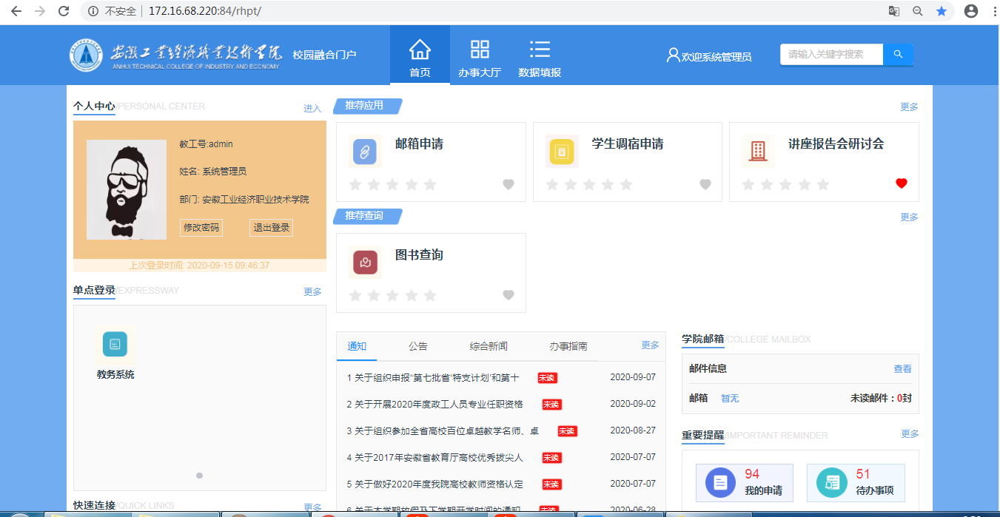 不安全 172.16.68.220:84/rhpt/
安徽工业经济职业技术学院
ANHUI TECHNICAL COLLEGE OF INDUSTRY AND ECONOMY
校园融合门户
首页
办事大厅
数据填报
欢迎系统管理员
请输入关键字搜索
个人中心/PERSONAL CENTER
进入
教工号:admin
姓名: 系统管理员
部门: 安徽工业经济职业技术学院
修改密码
退出登录
上次登录时间: 2020-09-15 09:46:37
单点登录/EXPRESSWAY
更多
教务系统
快速连接/QUICK LINKS
更多
推荐应用
更多
邮箱申请
学生调宿申请
讲座报告会研讨会
推荐查询
更多
图书查询
通知
公告
综合新闻
办事指南
更多
1 关于组织申报“第七批省‘特支计划’和第十 未读 2020-09-07
2 关于开展2020年度政工人员专业任职资格 未读 2020-09-02
3 关于组织参加全省高校百位卓越教学名师、卓 未读 2020-08-27
4 关于2017年安徽省教育厅高校优秀拔尖人 未读 2020-07-07
5 关于做好2020年度我院高校教师资格认定 未读 2020-07-07
6 关于本学期放假及下学期开学时间的通知 未读 2020-06-28
学院邮箱/COLLEGE MAILBOX
邮件信息
查看
邮箱 暂无
未读邮件：0封
重要提醒/IMPORTANT REMINDER
更多
94
我的申请
51
待办事项